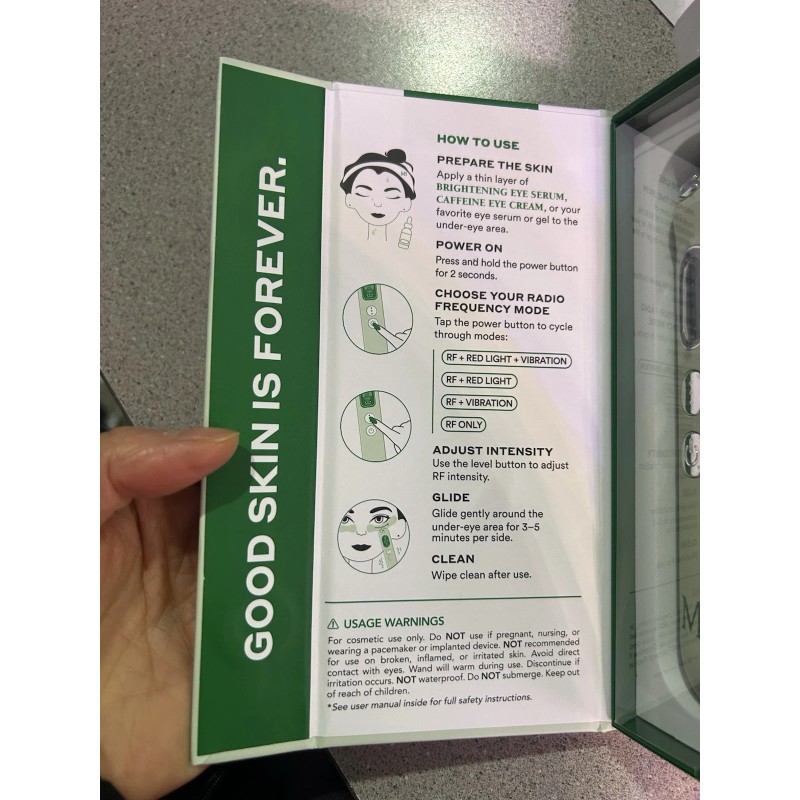 GOOD SKIN IS FOREVER.
HOW TO USE
PREPARE THE SKIN
Apply a thin layer of
BRIGHTENING EYE SERUM,
CAFFEINE EYE CREAM, or your
favorite eye serum or gel to the
under-eye area.
POWER ON
Press and hold the power button
for 2 seconds.
CHOOSE YOUR RADIO
FREQUENCY MODE
Tap the power button to cycle
through modes:
RF + RED LIGHT + VIBRATION
RF + RED LIGHT
RF + VIBRATION
RF ONLY
ADJUST INTENSITY
Use the level button to adjust
RF intensity.
GLIDE
Glide gently around the
under-eye area for 3–5
minutes per side.
CLEAN
Wipe clean after use.
USAGE WARNINGS
For cosmetic use only. Do NOT use if pregnant, nursing, or
wearing a pacemaker or implanted device. NOT recommended
for use on broken, inflamed, or irritated skin. Avoid direct
contact with eyes. Wand will warm during use. Discontinue if
irritation occurs. NOT waterproof. Do NOT submerge. Keep out
of reach of children.
*See user manual inside for full safety instructions.
M